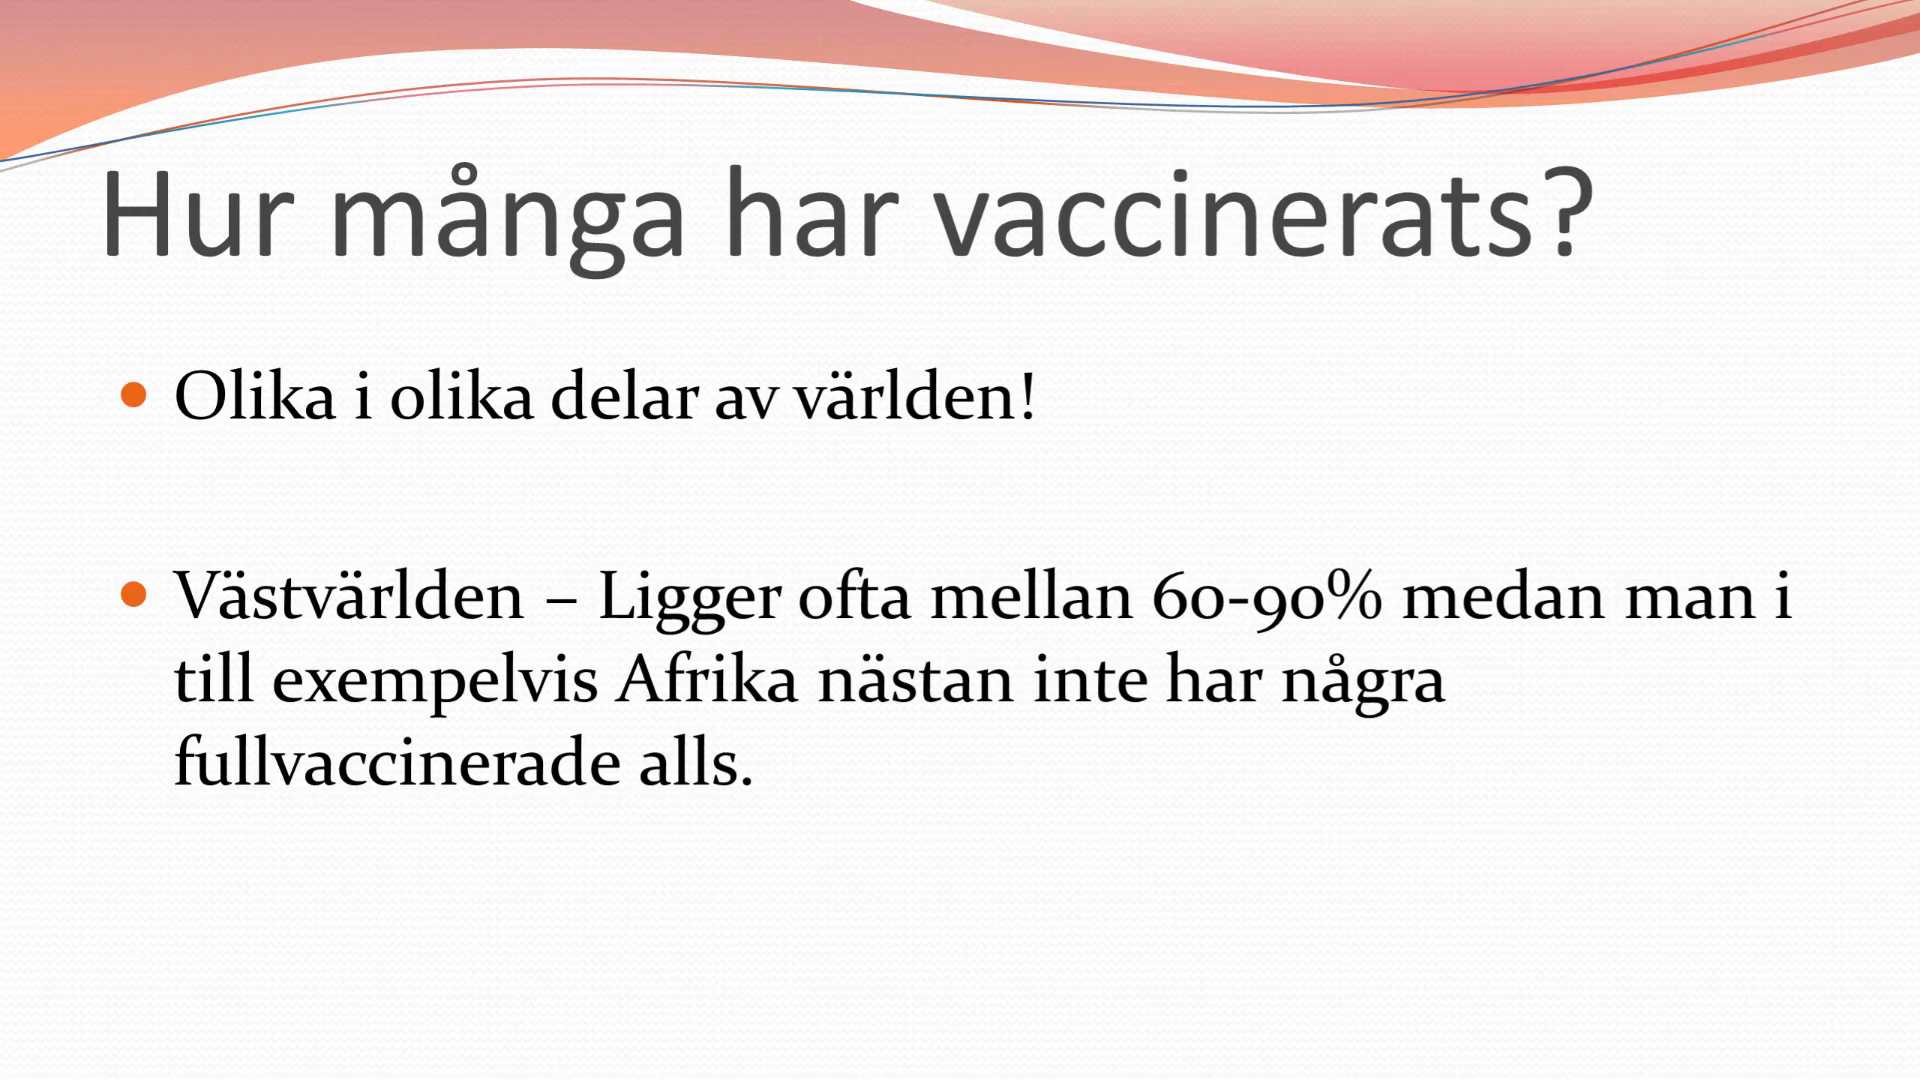 Hur många har vaccinerats?
Olika i olika delar av världen!
Västvärlden – Ligger ofta mellan 60-90% medan man i
till exempelvis Afrika nästan inte har några
fullvaccinerade alls.